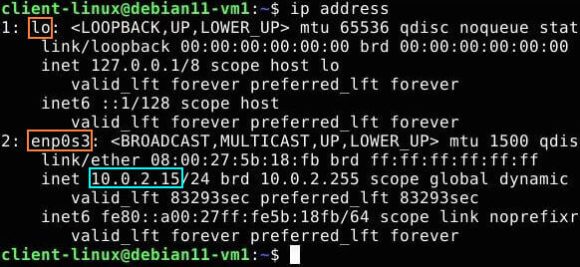 client-linux@debian11-vm1:~$ ip address
1: lo: <LOOPBACK,UP,LOWER_UP> mtu 65536 qdisc noqueue stat
link/loopback 00:00:00:00:00:00 brd 00:00:00:00:00:00
inet 127.0.0.1/8 scope host lo
valid_lft forever preferred_lft forever
inet6 ::1/128 scope host
valid_lft forever preferred_lft forever
2: enp0s3: <BROADCAST,MULTICAST,UP,LOWER_UP> mtu 1500 qdis
link/ether 08:00:27:5b:18:fb brd ff:ff:ff:ff:ff:ff
inet 10.0.2.15/24 brd 10.0.2.255 scope global dynamic
valid_lft 83293sec preferred_lft 83293sec
inet6 fe80::a00:27ff:fe5b:18fb/64 scope link noprefixr
valid_lft forever preferred_lft forever
client-linux@debian11-vm1:~$